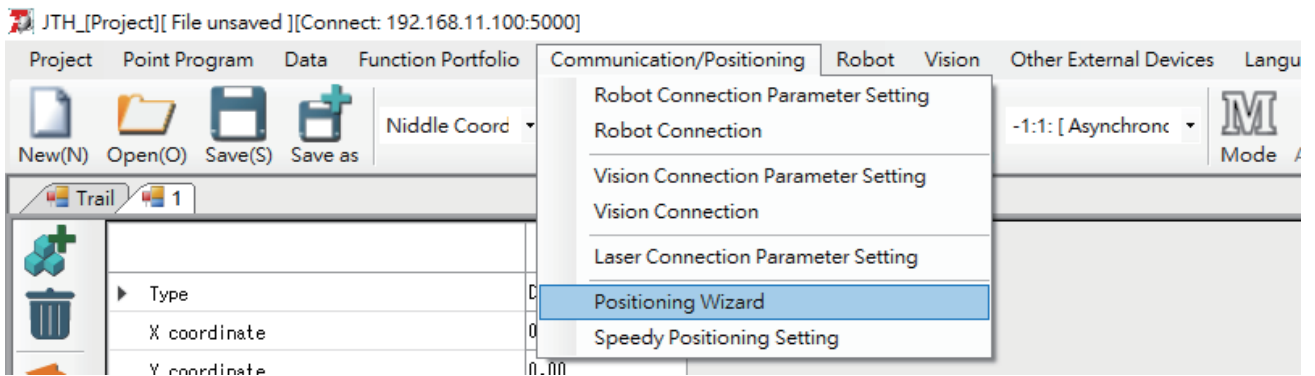 JTH_[Project][ File unsaved ][Connect: 192.168.11.100:5000]
Project Point Program Data Function Portfolio Communication/Positioning Robot Vision Other External Devices Langu
New(N) Open(O) Save(S) Save as Niddle Coord -1:1: [ Asynchronc Mode
Robot Connection Parameter Setting
Robot Connection
Vision Connection Parameter Setting
Vision Connection
Laser Connection Parameter Setting
Positioning Wizard
Speedy Positioning Setting
Trail 1
Type
X coordinate 0
Y coordinate 0.00